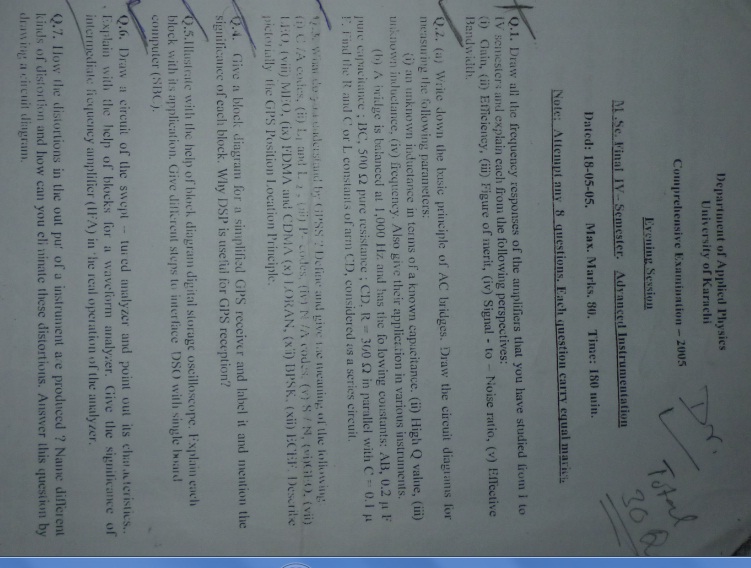 Department of Applied Physics
University of Karachi
Comprehensive Examination – 2005
Evening Session
M.Sc. Final IV – Semester, Advanced Instrumentation
Dated: 18-05-05. Max. Marks. 80. Time: 180 min.
Note: Attempt any 8 questions. Each question carry equal marks
Dr.
Total
30 Q
Q.1. Draw all the frequency responses of the amplifiers that you have studied from I to
IV semesters and explain each from the following perspectives:
(i) Gain, (ii) Efficiency, (iii) Figure of merit, (iv) Signal - to – Noise ratio, (v) Effective
Bandwidth.
Q.2. (a) Write down the basic principle of AC bridges. Draw the circuit diagrams for
measuring the following parameters:
(i) an unknown inductance in terms of a known capacitance, (ii) High Q value, (iii)
unknown inductance, (iv) frequency. Also give their application in various instruments.
(b) A bridge is balanced at 1,000 Hz and has the following constants: AB, 0.2 μ F
pure capacitance ; BC, 500 Ω pure resistance ; CD, R = 300 Ω in parallel with C = 0.1 μ
F. Find the R and C or L constants of arm CD, considered as a series circuit
Q.3. What do you understand by GPSS? Define and give the meaning of the following
(i) C/A codes, (ii) L₁ and (iii) P – codes, (iv) codes, (v) S / N, (vi) GEO, (vii)
LEO, (viii) MEO, (ix) FDMA and CDMA (x) LORAN, (xi) DPSK, (xii) ECEF. Describe
pictorially the GPS Position Location Principle.
Q.4. Give a block diagram for a simplified GPS receiver and label it and mention the
significance of each block. Why DSP is useful for GPS reception?
Q.5. Illustrate with the help of block diagram digital storage oscilloscope. Explain each
block with its application. Give different steps to interface DSO with single board
computer (SBC).
Q.6. Draw a circuit of the swept – tuned analyzer and point out its characteristics.
Explain with the help of blocks for a waveform analyzer. Give the significance of
intermediate frequency amplifier (IFA) in the real operation of the analyzer.
Q.7. How the distortions in the out put of a instrument are produced ? Name different
kinds of distortion and how can you eliminate these distortions. Answer this question by
drawing a circuit diagram.